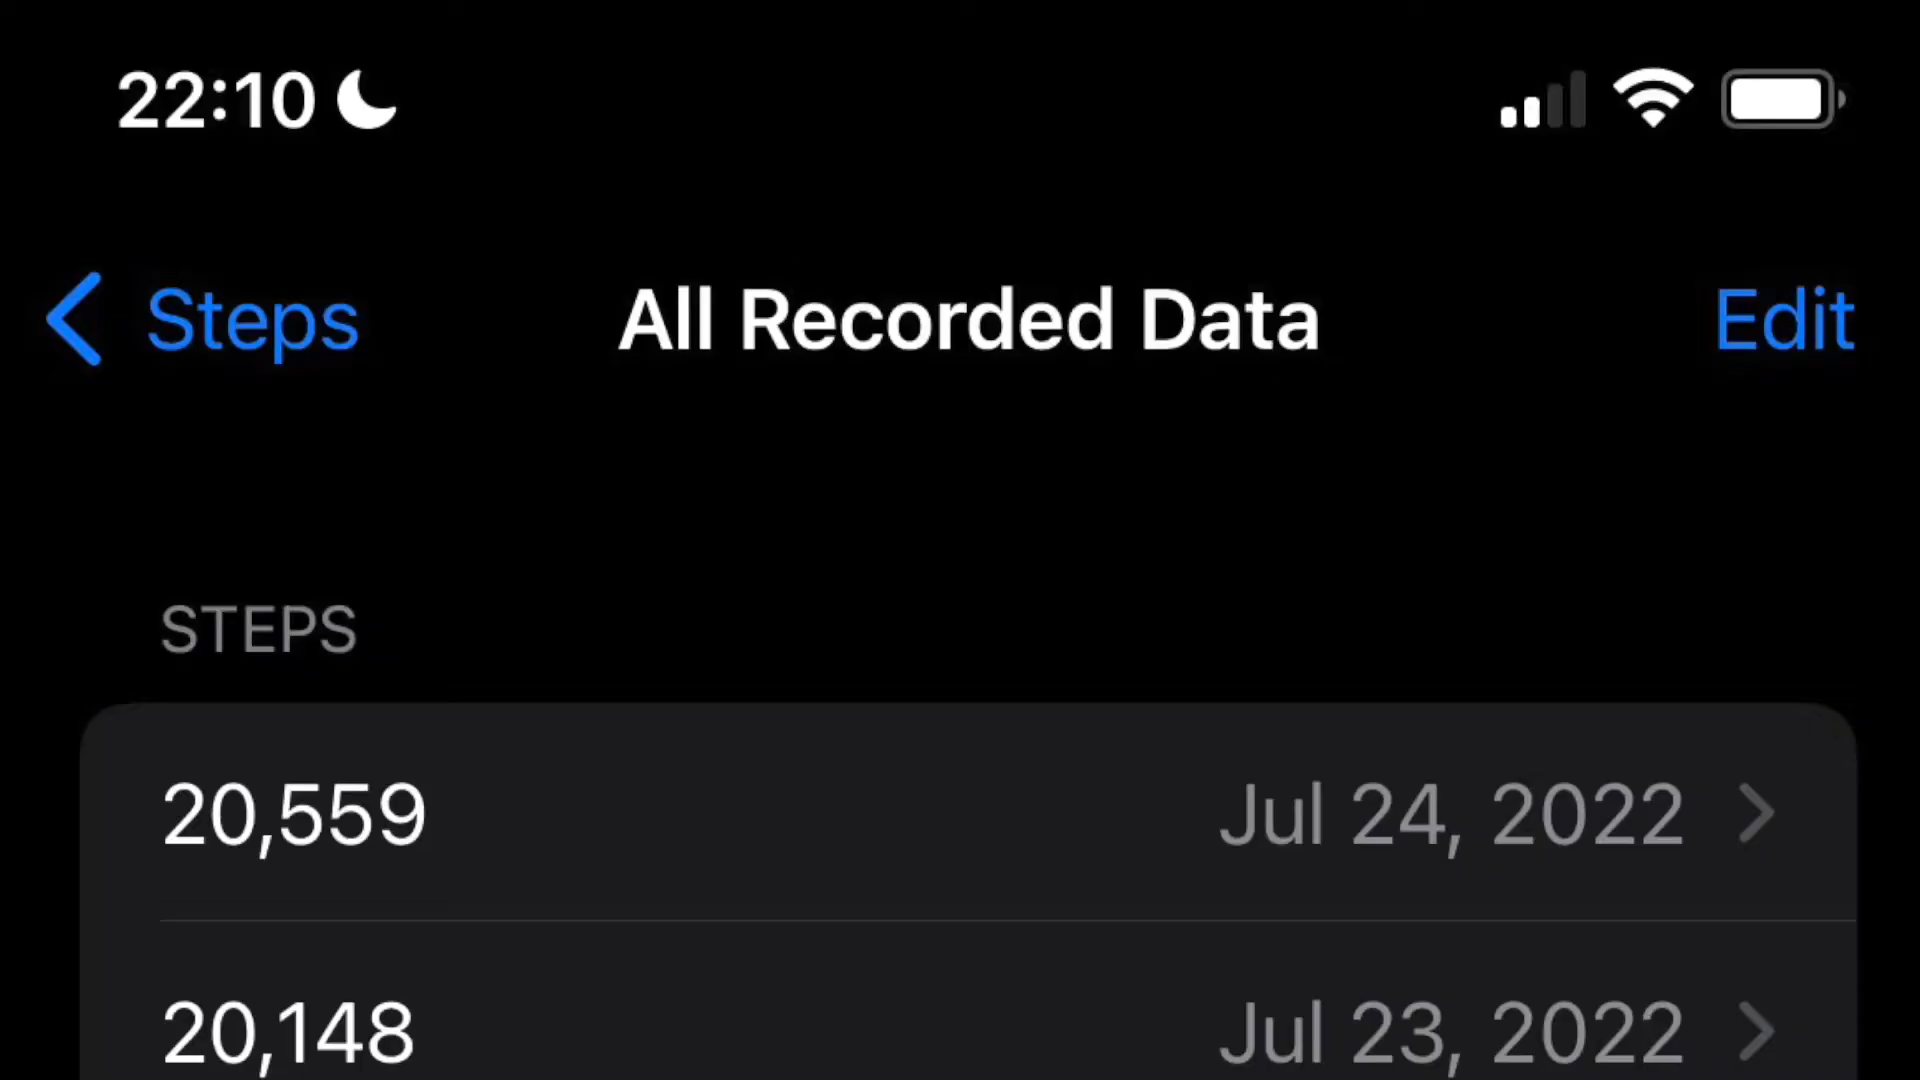 22:10
Steps All Recorded Data Edit
STEPS
20,559 Jul 24, 2022
20,148 Jul 23, 2022